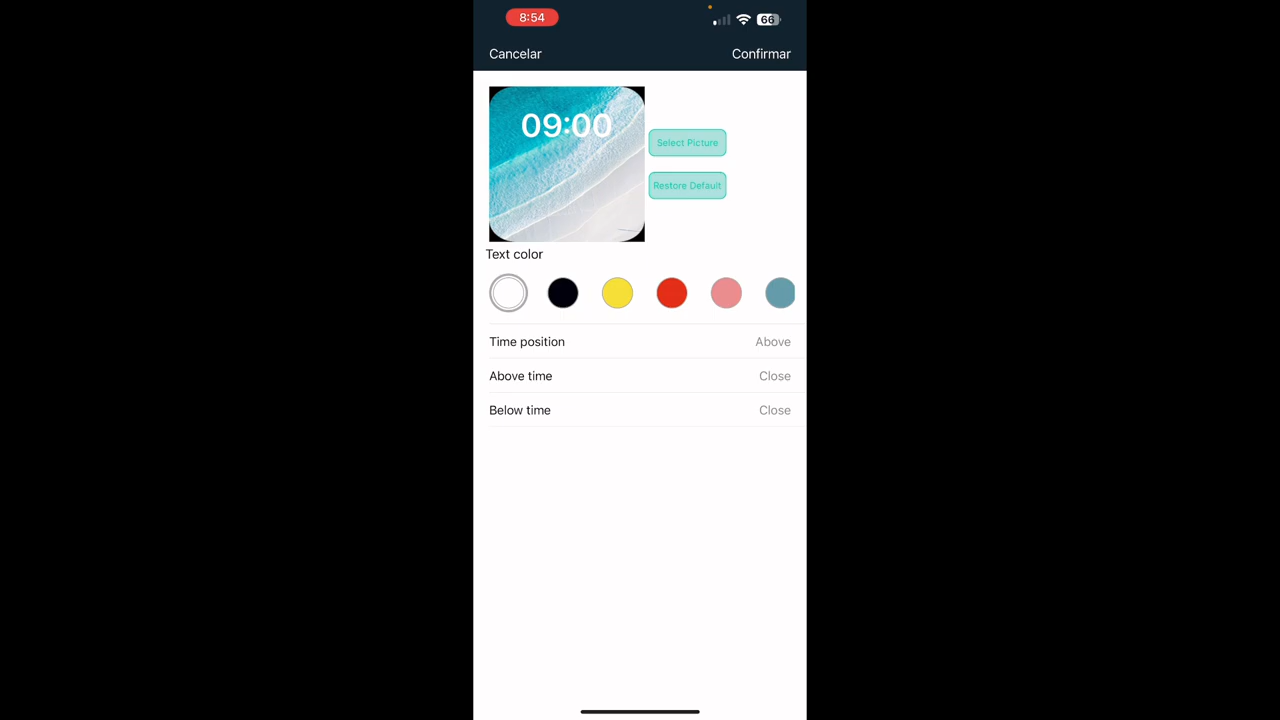 8:54
66
Cancelar
Confirmar
09:00
Select Picture
Restore Default
Text color
Time position
Above
Above time
Close
Below time
Close